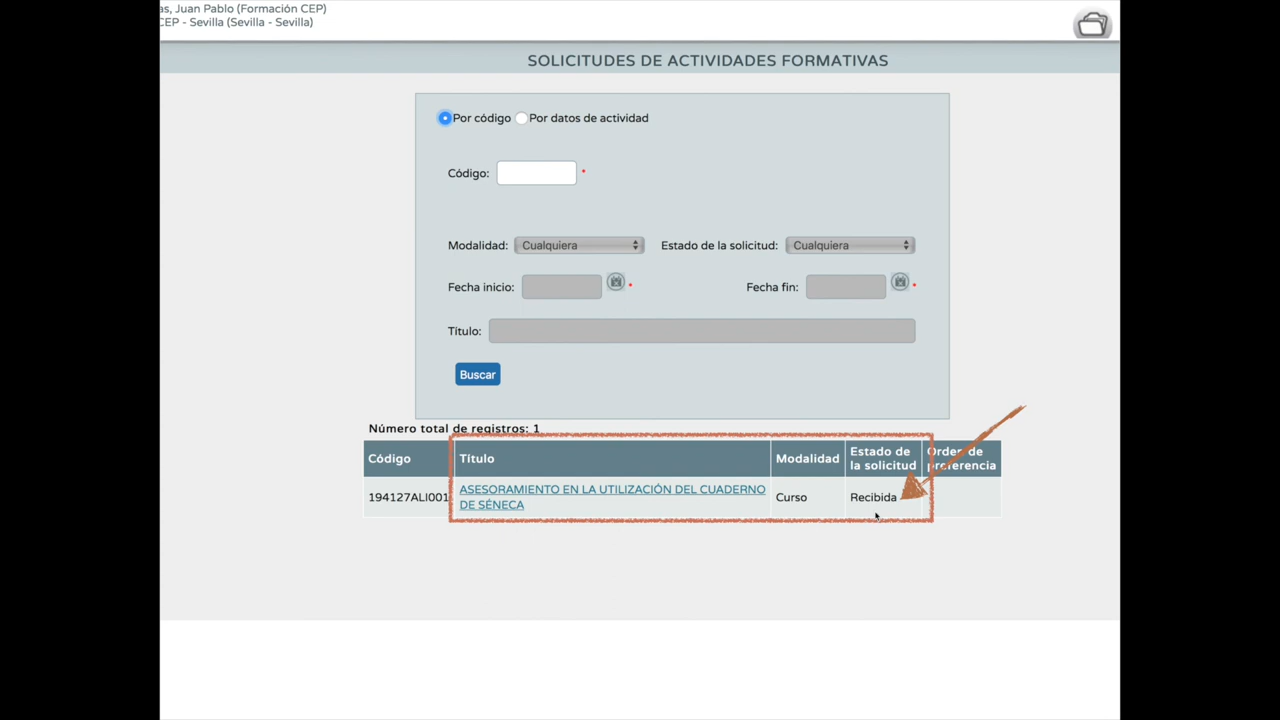 as, Juan Pablo (Formación CEP)
CEP - Sevilla (Sevilla - Sevilla)
SOLICITUDES DE ACTIVIDADES FORMATIVAS
Por código Por datos de actividad
Código: *
Modalidad: Cualquiera Estado de la solicitud: Cualquiera
Fecha inicio: * Fecha fin: *
Título:
Buscar
Número total de registros: 1
Código Título Modalidad Estado de la solicitud Orden de preferencia
194127ALI001 ASESORAMIENTO EN LA UTILIZACIÓN DEL CUADERNO DE SÉNECA Curso Recibida